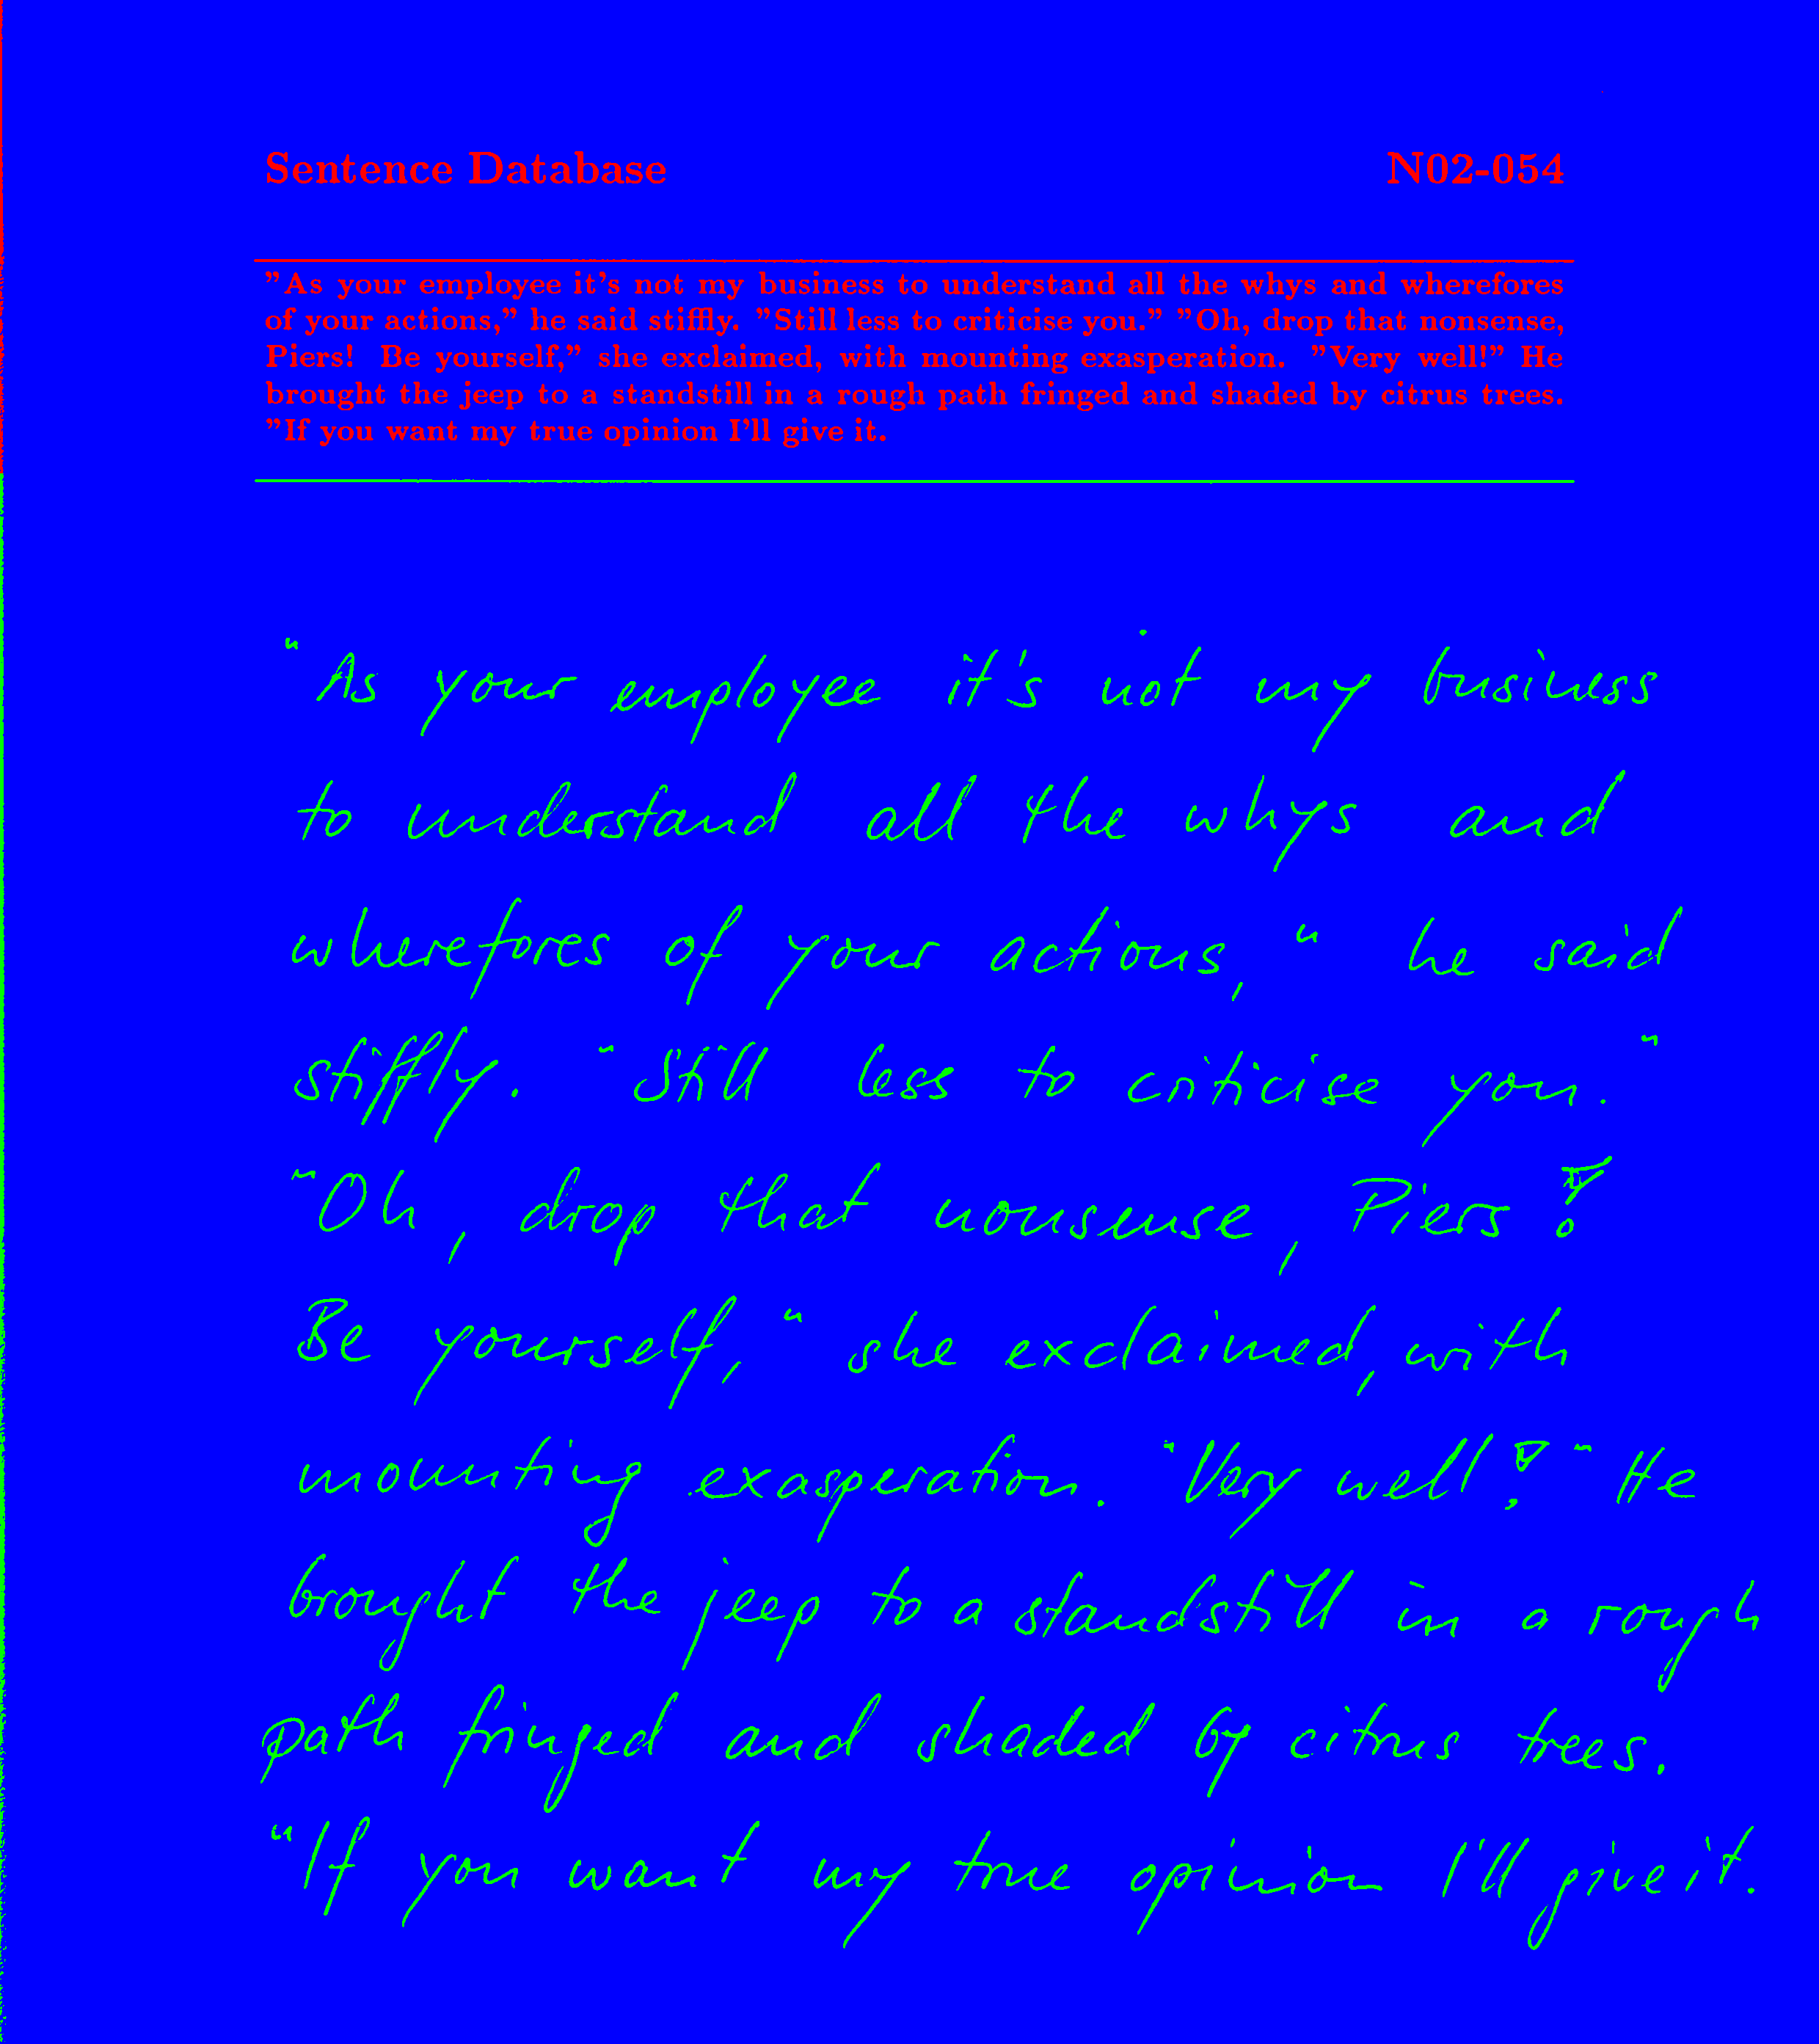 Sentence Database N02-054
"As your employee it's not my business to understand all the whys and wherefores
of your actions," he said stiffly. "Still less to criticise you." "Oh, drop that nonsense,
Piers! Be yourself," she exclaimed, with mounting exasperation. "Very well!" He
brought the jeep to a standstill in a rough path fringed and shaded by citrus trees.
"If you want my true opinion I'll give it.
"As your employee it's not my business
to understand all the whys and
wherefores of your actions," he said
stiffly. "Still less to criticise you."
"Oh, drop that nonsense, Piers!
Be yourself," she exclaimed, with
mounting exasperation. "Very well!" He
brought the jeep to a standstill in a rough
path fringed and shaded by citrus trees.
"If you want my true opinion I'll give it.